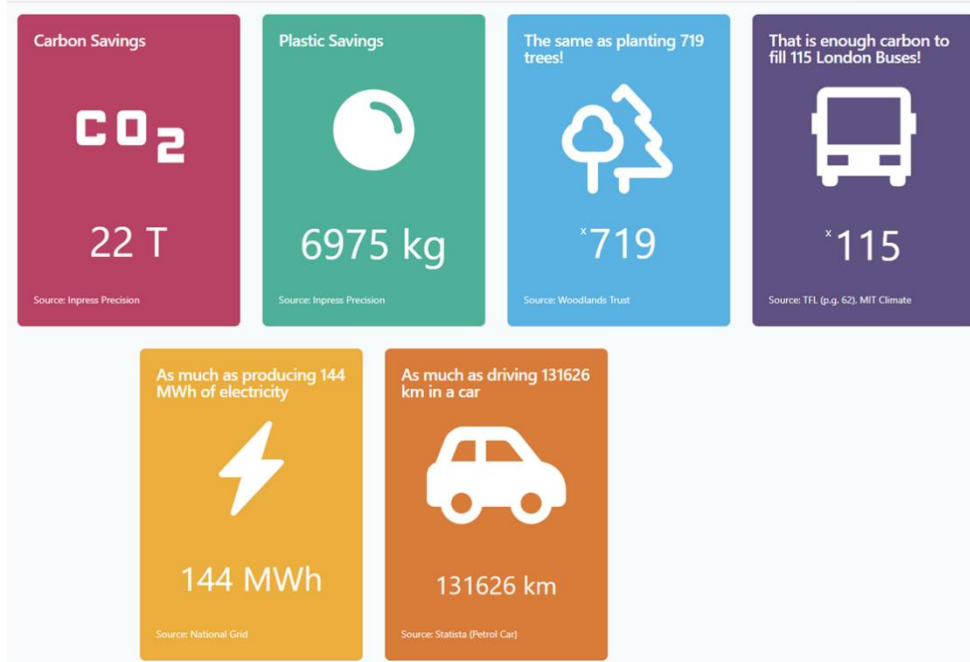 Carbon Savings
CO2
22 T
Source: Inpress Precision
Plastic Savings
6975 kg
Source: Inpress Precision
The same as planting 719
trees!
x719
Source: Woodlands Trust
That is enough carbon to
fill 115 London Buses!
x115
Source: TFL (p.g. 62), MIT Climate
As much as producing 144
MWh of electricity
144 MWh
Source: National Grid
As much as driving 131626
km in a car
131626 km
Source: Statista (Petrol Car)